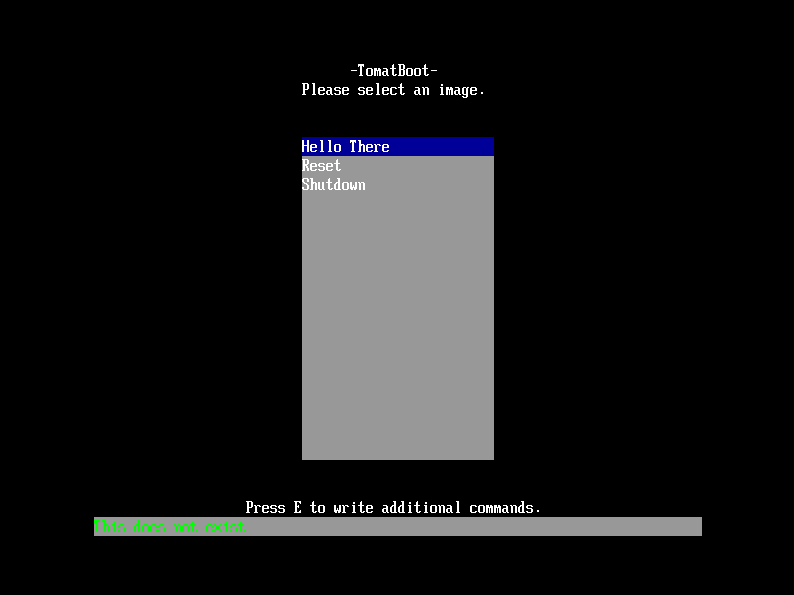 -TomatBoot-
Please select an image.
Hello There
Reset
Shutdown
Press E to write additional commands.
This does not exist.